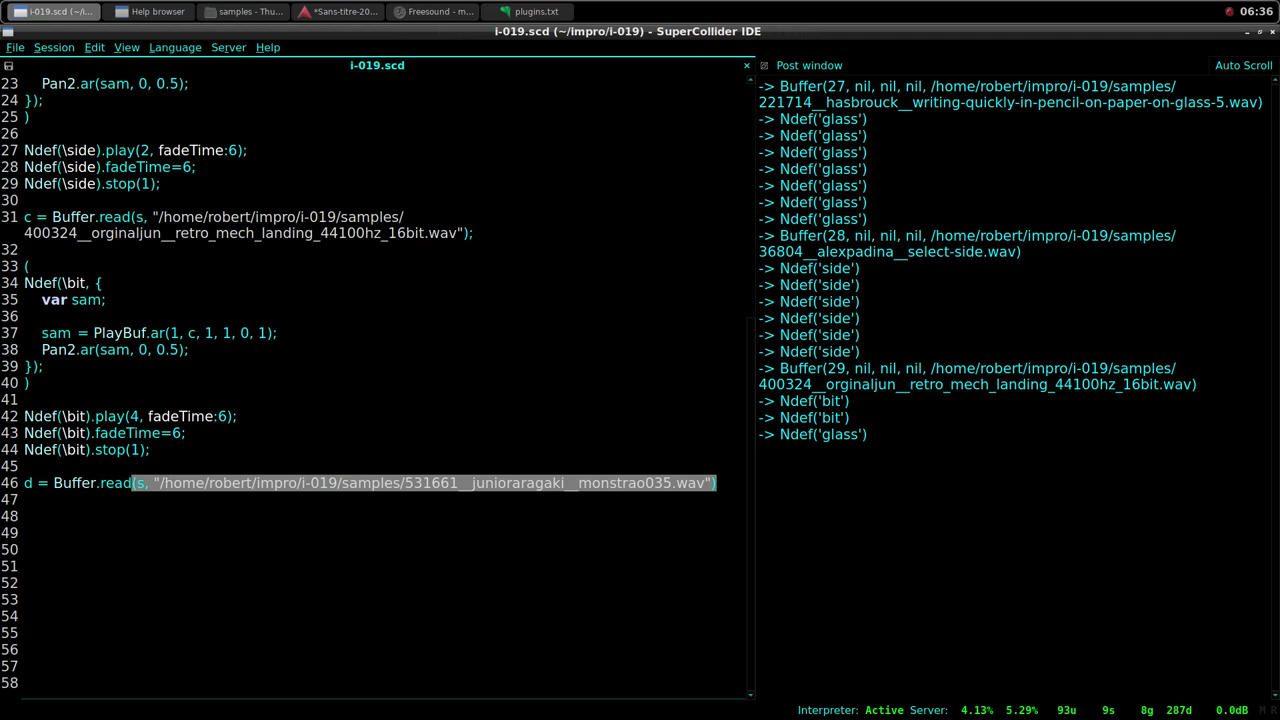 i-019.scd (~/i...
Help browser
samples - Thu...
*Sans-titre-20...
Freesound - m...
plugins.txt
06:36
i-019.scd (~/impro/i-019) - SuperCollider IDE
File Session Edit View Language Server Help
i-019.scd
23 Pan2.ar(sam, 0, 0.5);
24 });
25 )
26
27 Ndef(\side).play(2, fadeTime:6);
28 Ndef(\side).fadeTime=6;
29 Ndef(\side).stop(1);
30
31 c = Buffer.read(s, "/home/robert/impro/i-019/samples/
400324__orginaljun__retro_mech_landing_44100hz_16bit.wav");
32
33 (
34 Ndef(\bit, {
35 var sam;
36
37 sam = PlayBuf.ar(1, c, 1, 1, 0, 1);
38 Pan2.ar(sam, 0, 0.5);
39 });
40 )
41
42 Ndef(\bit).play(4, fadeTime:6);
43 Ndef(\bit).fadeTime=6;
44 Ndef(\bit).stop(1);
45
46 d = Buffer.read(s, "/home/robert/impro/i-019/samples/531661__junioraragaki__monstrao035.wav")
47
48
49
50
51
52
53
54
55
56
57
58
Post window
Auto Scroll
-> Buffer(27, nil, nil, nil, /home/robert/impro/i-019/samples/
221714__hasbrouck__writing-quickly-in-pencil-on-paper-on-glass-5.wav)
-> Ndef('glass')
-> Ndef('glass')
-> Ndef('glass')
-> Ndef('glass')
-> Ndef('glass')
-> Ndef('glass')
-> Ndef('glass')
-> Buffer(28, nil, nil, nil, /home/robert/impro/i-019/samples/
36804__alexpadina__select-side.wav)
-> Ndef('side')
-> Ndef('side')
-> Ndef('side')
-> Ndef('side')
-> Ndef('side')
-> Ndef('side')
-> Buffer(29, nil, nil, nil, /home/robert/impro/i-019/samples/
400324__orginaljun__retro_mech_landing_44100hz_16bit.wav)
-> Ndef('bit')
-> Ndef('bit')
-> Ndef('glass')
Interpreter: Active Server: 4.13% 5.29% 93u 9s 8g 287d 0.0dB M R